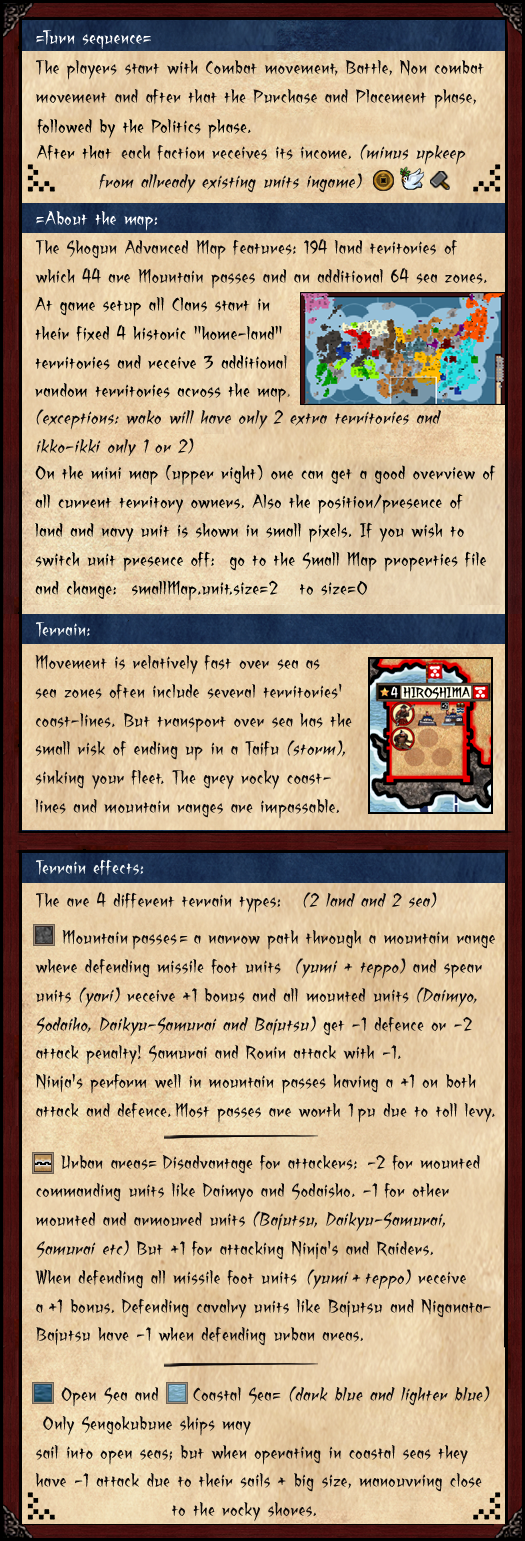 =Turn sequence=
The players start with Combat movement, Battle, Non combat
movement and after that the Purchase and Placement phase,
followed by the Politics phase.
After that each faction receives its income. (minus upkeep
from allready existing units ingame)
=About the map:
The Shogun Advanced Map features: 194 land teritories of
which 44 are Mountain passes and an additional 64 sea zones.
At game setup all Clans start in
their fixed 4 historic "home-land"
territories and receive 3 additional
random territories across the map.
(exceptions: wako will have only 2 extra territories and
ikko-ikki only 1 or 2)
On the mini map (upper right) one can get a good overview of
all current territory owners. Also the position/presence of
land and navy unit is shown in small pixels. If you wish to
switch unit presence off: go to the Small Map properties file
and change: smallMap.unit.size=2 to size=0
Terrain:
Movement is relatively fast over sea as
sea zones often include several territories'
coast-lines. But transport over sea has the
small risk of ending up in a Taifu (storm),
sinking your fleet. The grey rocky coast-
lines and mountain ranges are impassable.
4 HIROSHIMA
Terrain effects:
The are 4 different terrain types: (2 land and 2 sea)
Mountain passes= a narrow path through a mountain range
where defending missile foot units (yumi + teppo) and spear
units (yari) receive +1 bonus and all mounted units (Daimyo,
Sodaiho, Daikyu-Samurai and Bajutsu) get -1 defence or -2
attack penalty! Samurai and Ronin attack with -1.
Ninja's perform well in mountain passes having a +1 on both
attack and defence. Most passes are worth 1 pu due to toll levy.
Urban areas= Disadvantage for attackers: -2 for mounted
commanding units like Daimyo and Sodaisho. -1 for other
mounted and armoured units (Bajutsu, Daikyu-Samurai,
Samurai etc) But +1 for attacking Ninja's and Raiders.
When defending all missile foot units (yumi + teppo) receive
a +1 bonus. Defending cavalry units like Bajutsu and Niganata-
Bajutsu have -1 when defending urban areas.
Open Sea and Coastal Sea= (dark blue and lighter blue)
Only Sengokubune ships may
sail into open seas; but when operating in coastal seas they
have -1 attack due to their sails + big size, manouvring close
to the rocky shores.